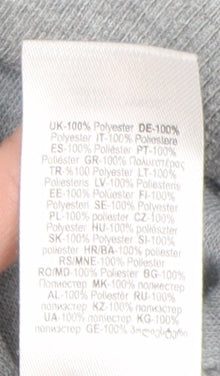 UK-100% Polyester DE-100%
Polyester IT-100% Poliestere
ES-100% Poliéster PT-100%
Poliéster GR-100% Πολυεστέρας
TR-%100 Polyester LT-100%
Poliesteris LV-100% Poliesteris
EE-100% Polüester FI-100%
Polyesteri SE-100% Polyester
PL-100% poliester CZ-100%
Polyester HU-100% poliészter
SK-100% Polyester SI-100%
poliester HR/BA-100% poliester
RS/MNE-100% Poliester
RO/MD-100% Poliester BG-100%
Полиестер MK-100% полиестер
AL-100% Poliester RU-100%
полиэстер KZ-100% полиэстер
UA-100% поліестер KG-100%
полиэстер GE-100% პოლიესტერი